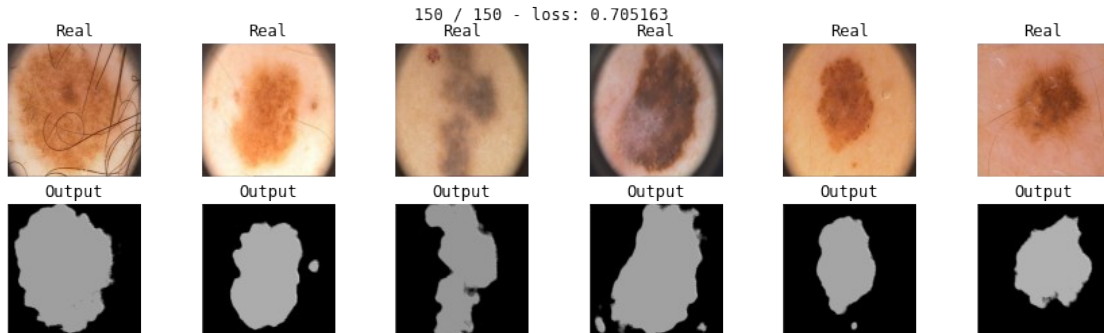 150 / 150 - loss: 0.705163
Real Real Real Real Real Real
Output Output Output Output Output Output